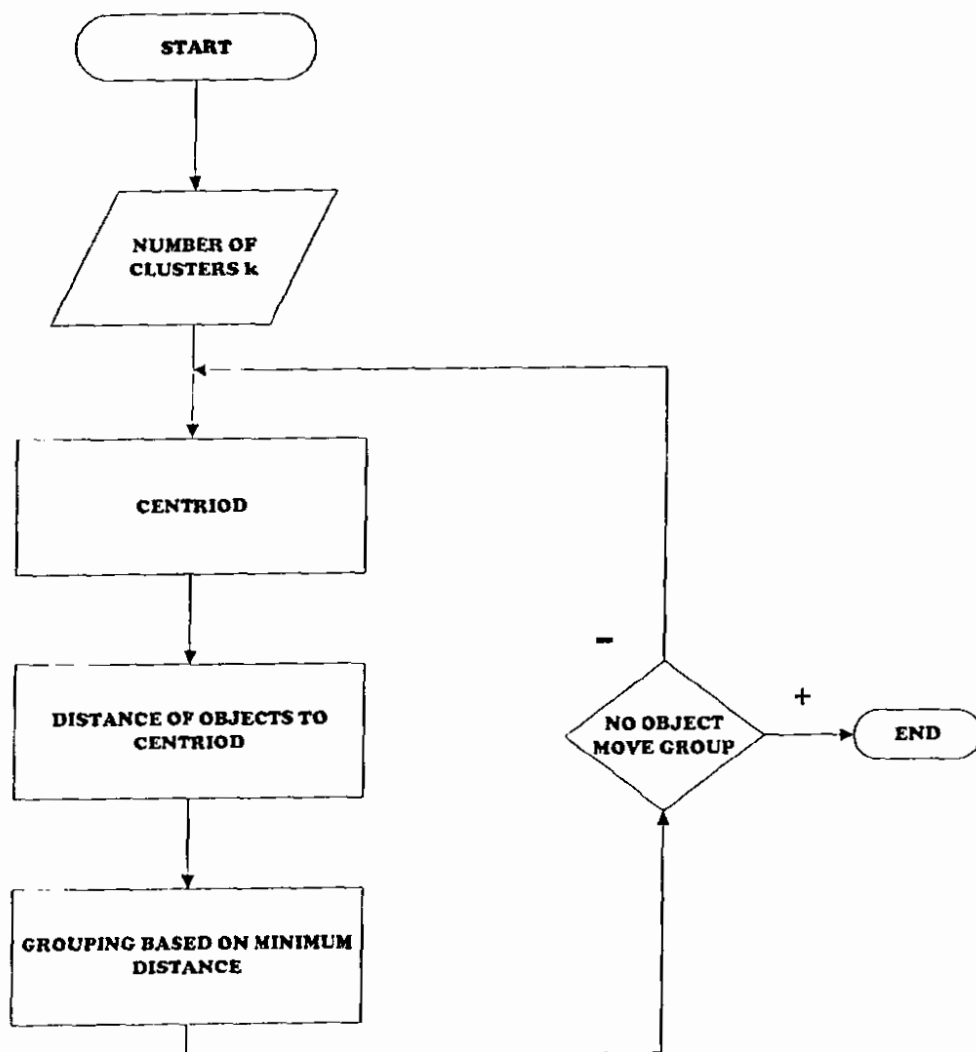 START
NUMBER OF
CLUSTERS k
CENTRIOD
DISTANCE OF OBJECTS TO
CENTRIOD
GROUPING BASED ON MINIMUM
DISTANCE
-
NO OBJECT
MOVE GROUP
+
END